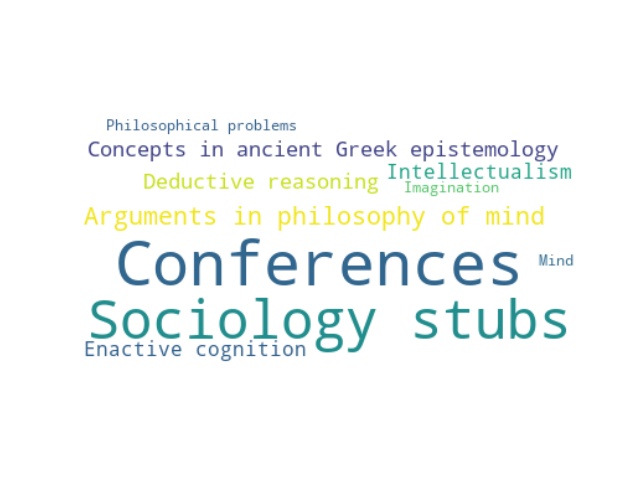 Philosophical problems
Concepts in ancient Greek epistemology
Intellectualism
Deductive reasoning
Imagination
Arguments in philosophy of mind
Conferences
Mind
Sociology stubs
Enactive cognition